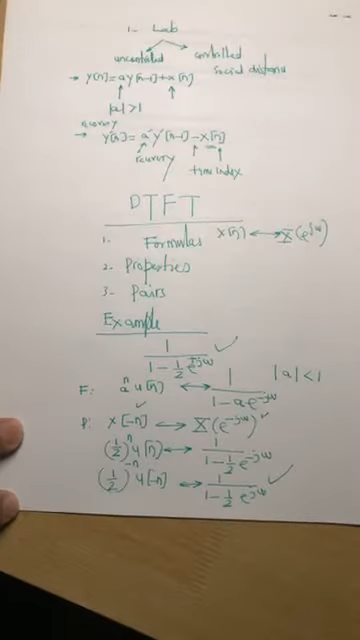 1. Lab
uncontrolled controlled
social distance
→ y[n] = a y[n-1] + x[n]
|a| > 1
recovery
→ y[n] = a' y'[n-1] - x[n]
recovery time index
DTFT
1. Formulas x[n] ↔ X(e^jω)
2. Properties
3. Pairs
Example
1 / (1 - 1/2 e^jω) ✓
F: a^n u[n] ↔ 1 / (1 - a e^-jω) |a| < 1
P: x[-n] ↔ X(e^-jω) ✓
(1/2)^n u[n] ↔ 1 / (1 - 1/2 e^-jω)
(1/2)^-n u[-n] ↔ 1 / (1 - 1/2 e^jω) ✓